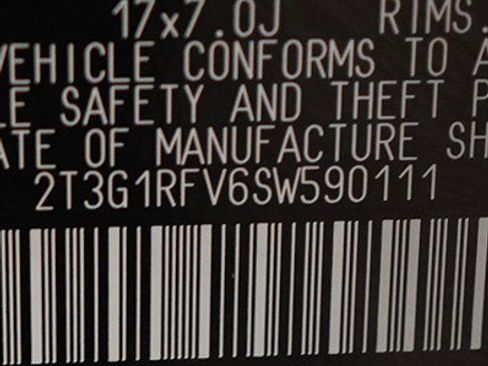 17x7.0J RIMS.
VEHICLE CONFORMS TO A
LE SAFETY AND THEFT P
ATE OF MANUFACTURE SH
2T3G1RFV6SW590111